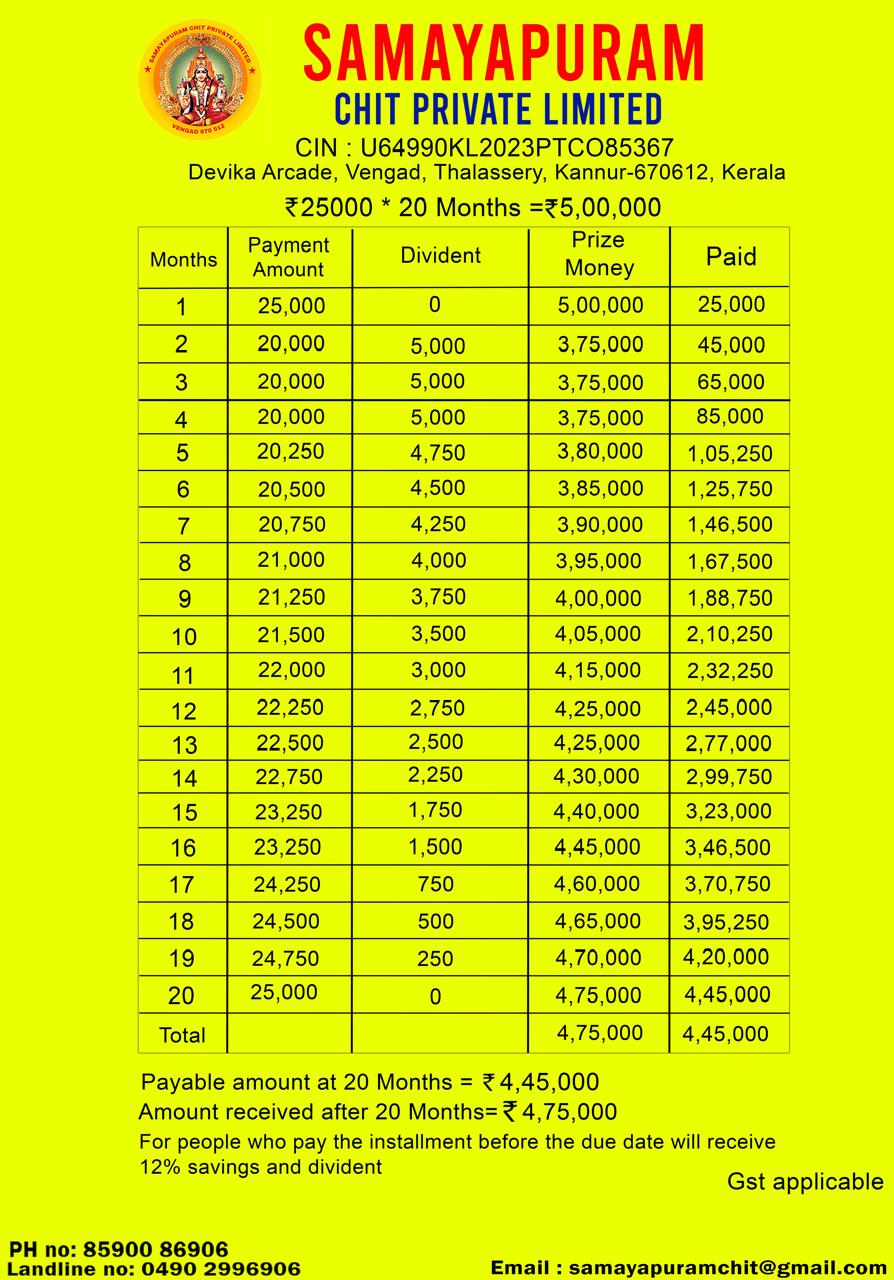 SAMAYAPURAM CHIT PRIVATE LIMITED
VENGAD 670 612
SAMAYAPURAM
CHIT PRIVATE LIMITED
CIN : U64990KL2023PTCO85367
Devika Arcade, Vengad, Thalassery, Kannur-670612, Kerala
₹25000 * 20 Months =₹5,00,000
Months Payment Amount Divident Prize Money Paid
1 25,000 0 5,00,000 25,000
2 20,000 5,000 3,75,000 45,000
3 20,000 5,000 3,75,000 65,000
4 20,000 5,000 3,75,000 85,000
5 20,250 4,750 3,80,000 1,05,250
6 20,500 4,500 3,85,000 1,25,750
7 20,750 4,250 3,90,000 1,46,500
8 21,000 4,000 3,95,000 1,67,500
9 21,250 3,750 4,00,000 1,88,750
10 21,500 3,500 4,05,000 2,10,250
11 22,000 3,000 4,15,000 2,32,250
12 22,250 2,750 4,25,000 2,45,000
13 22,500 2,500 4,25,000 2,77,000
14 22,750 2,250 4,30,000 2,99,750
15 23,250 1,750 4,40,000 3,23,000
16 23,250 1,500 4,45,000 3,46,500
17 24,250 750 4,60,000 3,70,750
18 24,500 500 4,65,000 3,95,250
19 24,750 250 4,70,000 4,20,000
20 25,000 0 4,75,000 4,45,000
Total 4,75,000 4,45,000
Payable amount at 20 Months = ₹ 4,45,000
Amount received after 20 Months= ₹ 4,75,000
For people who pay the installment before the due date will receive
12% savings and divident
Gst applicable
PH no: 85900 86906
Landline no: 0490 2996906
Email : samayapuramchit@gmail.com